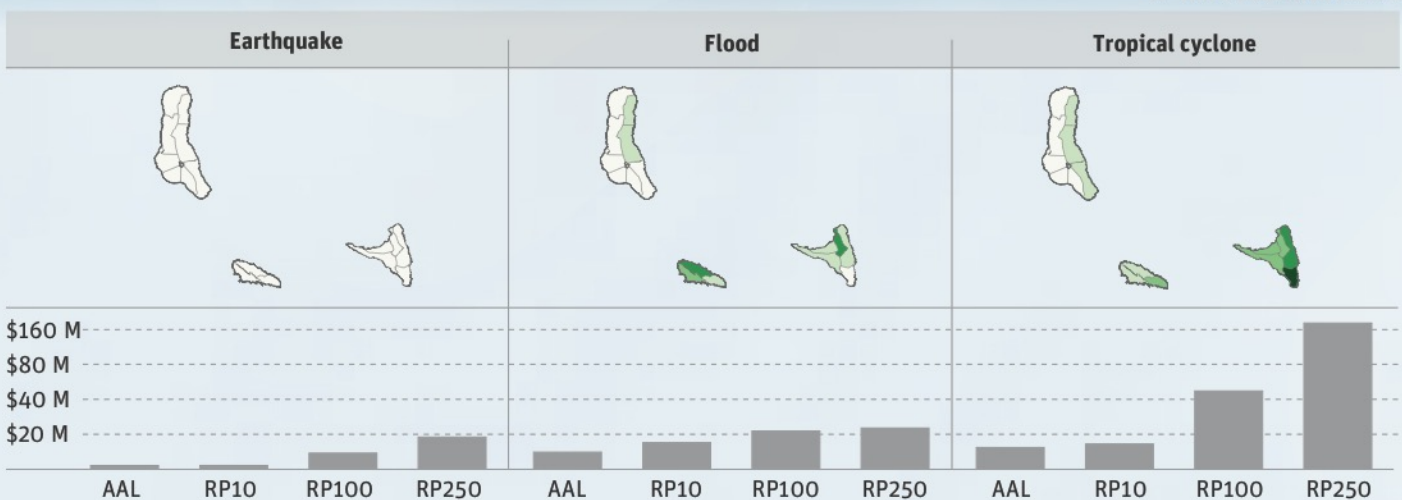 Earthquake Flood Tropical cyclone
$160 M
$80 M
$40 M
$20 M
AAL RP10 RP100 RP250 AAL RP10 RP100 RP250 AAL RP10 RP100 RP250